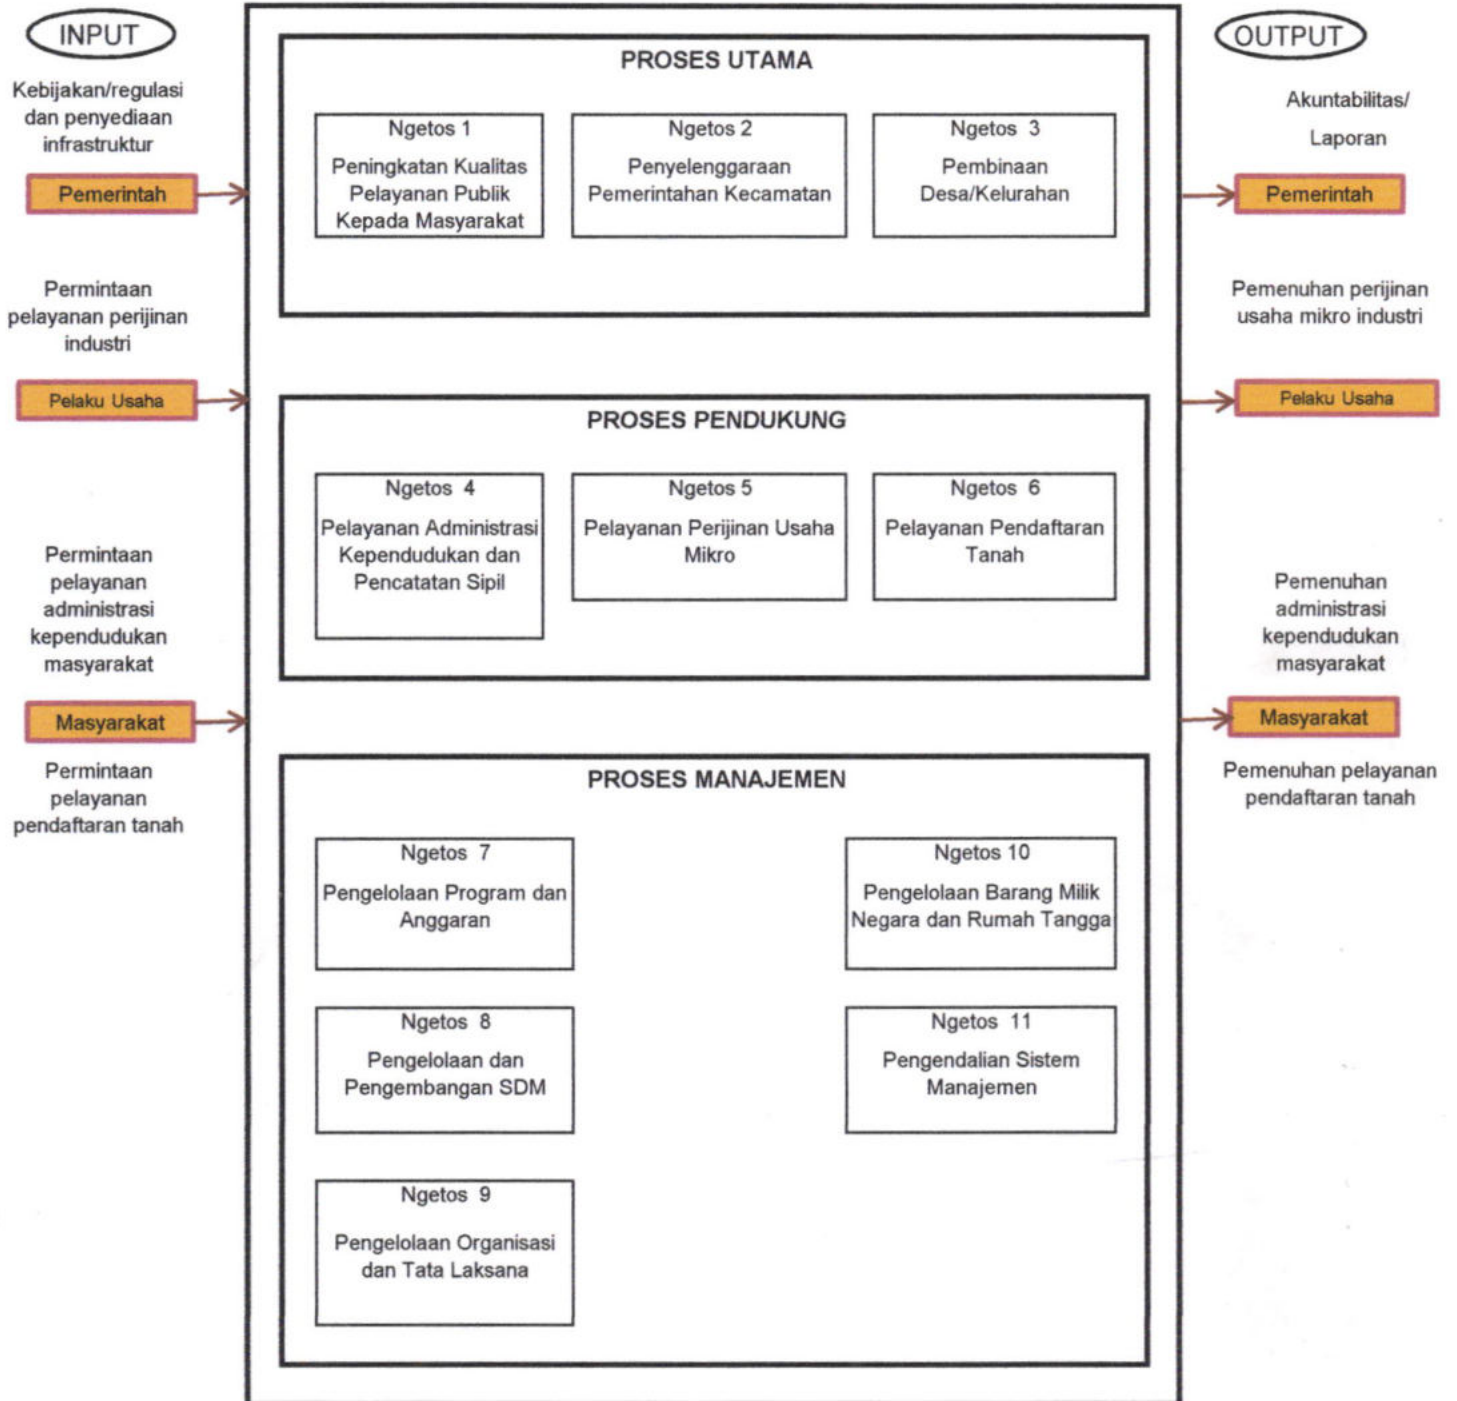 INPUT
Kebijakan/regulasi
dan penyediaan
infrastruktur
Pemerintah
Permintaan
pelayanan perijinan
industri
Pelaku Usaha
Permintaan
pelayanan
administrasi
kependudukan
masyarakat
Masyarakat
Permintaan
pelayanan
pendaftaran tanah
PROSES UTAMA
Ngetos 1
Peningkatan Kualitas
Pelayanan Publik
Kepada Masyarakat
Ngetos 2
Penyelenggaraan
Pemerintahan Kecamatan
Ngetos 3
Pembinaan
Desa/Kelurahan
PROSES PENDUKUNG
Ngetos 4
Pelayanan Administrasi
Kependudukan dan
Pencatatan Sipil
Ngetos 5
Pelayanan Perijinan Usaha
Mikro
Ngetos 6
Pelayanan Pendaftaran
Tanah
PROSES MANAJEMEN
Ngetos 7
Pengelolaan Program dan
Anggaran
Ngetos 8
Pengelolaan dan
Pengembangan SDM
Ngetos 9
Pengelolaan Organisasi
dan Tata Laksana
Ngetos 10
Pengelolaan Barang Milik
Negara dan Rumah Tangga
Ngetos 11
Pengendalian Sistem
Manajemen
OUTPUT
Akuntabilitas/
Laporan
Pemerintah
Pemenuhan perijinan
usaha mikro industri
Pelaku Usaha
Pemenuhan
administrasi
kependudukan
masyarakat
Masyarakat
Pemenuhan pelayanan
pendaftaran tanah